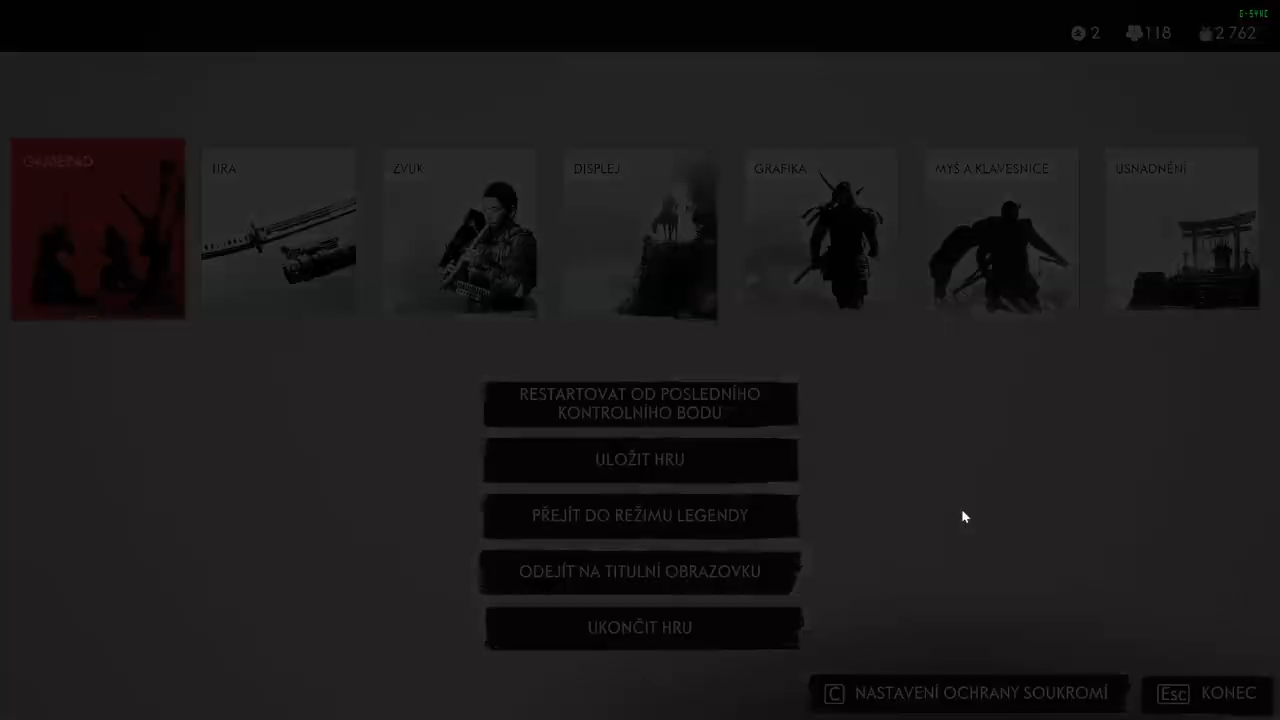 G-SYNC
2 118 2 762
GAMEPAD
HRA
ZVUK
DISPLEJ
GRAFIKA
MYŠ A KLÁVESNICE
USNADNĚNÍ
RESTARTOVAT OD POSLEDNÍHO
KONTROLNÍHO BODU
ULOŽIT HRU
PŘEJÍT DO REŽIMU LEGENDY
ODEJÍT NA TITULNÍ OBRAZOVKU
UKONČIT HRU
C NASTAVENÍ OCHRANY SOUKROMÍ
Esc KONEC